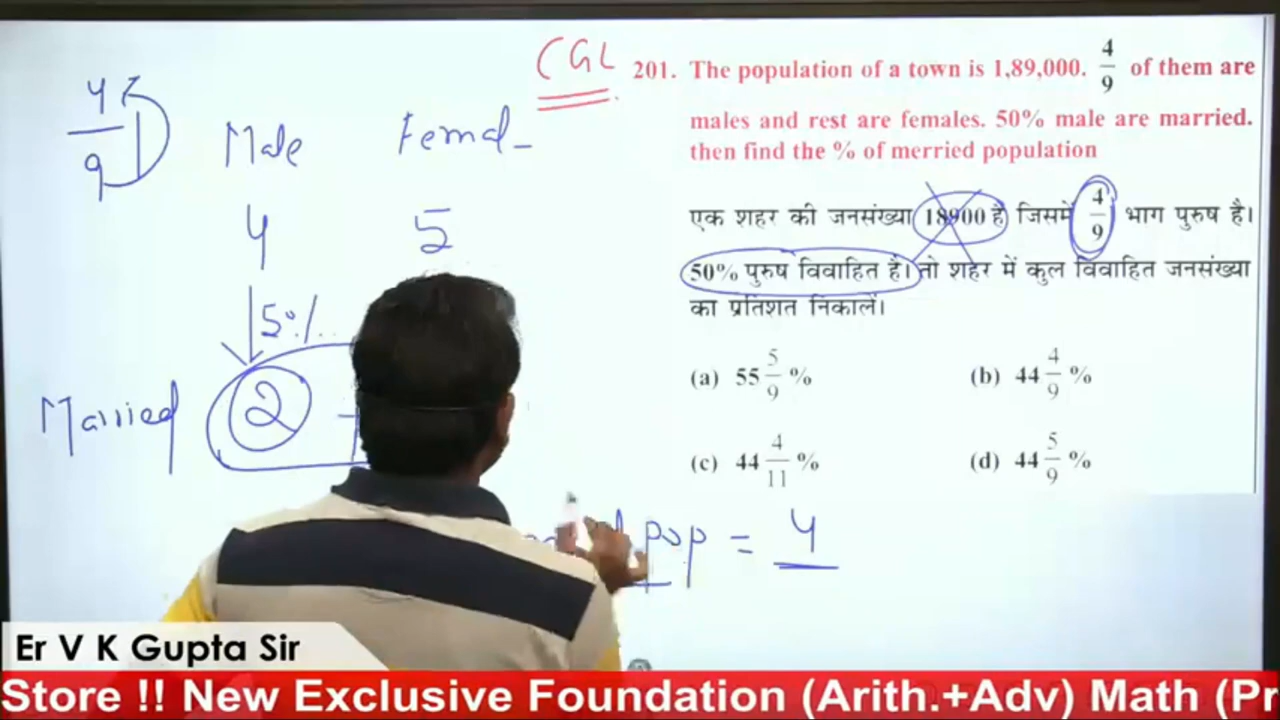 CGL
201. The population of a town is 1,89,000. 4/9 of them are
males and rest are females. 50% male are married.
then find the % of merried population
एक शहर की जनसंख्या 18900 है जिसमें 4/9 भाग पुरुष है।
50% पुरुष विवाहित है। तो शहर में कुल विवाहित जनसंख्या
का प्रतिशत निकालें।
(a) 55 5/9 % (b) 44 4/9 %
(c) 44 4/11 % (d) 44 5/9 %
4/9
Male Femal
4 5
50%
Married 2 +
pop = 4
Er V K Gupta Sir
Store !! New Exclusive Foundation (Arith.+Adv) Math (Pr